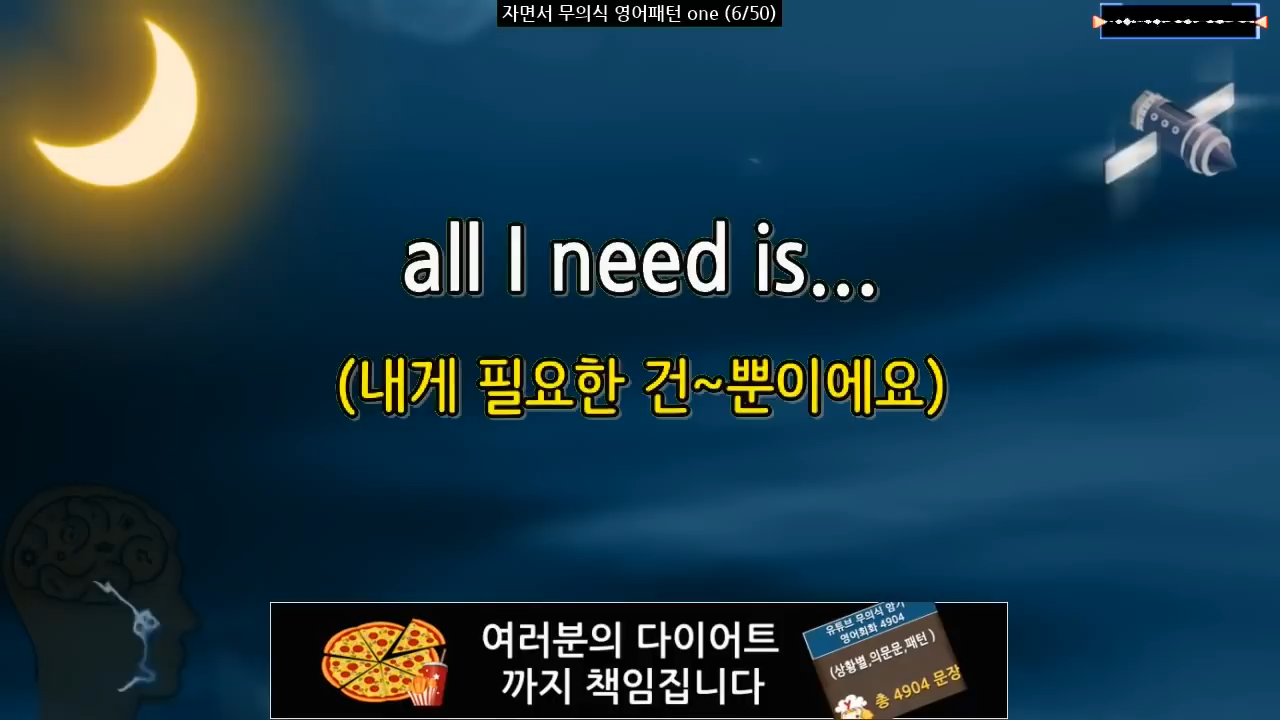 자면서 무의식 영어패턴 one (6/50)
all I need is...
(내게 필요한 건~뿐이에요)
여러분의 다이어트
까지 책임집니다
유튜브 무의식 암기
영어회화 4904
(상황별,의문문,패턴 )
총 4904 문장